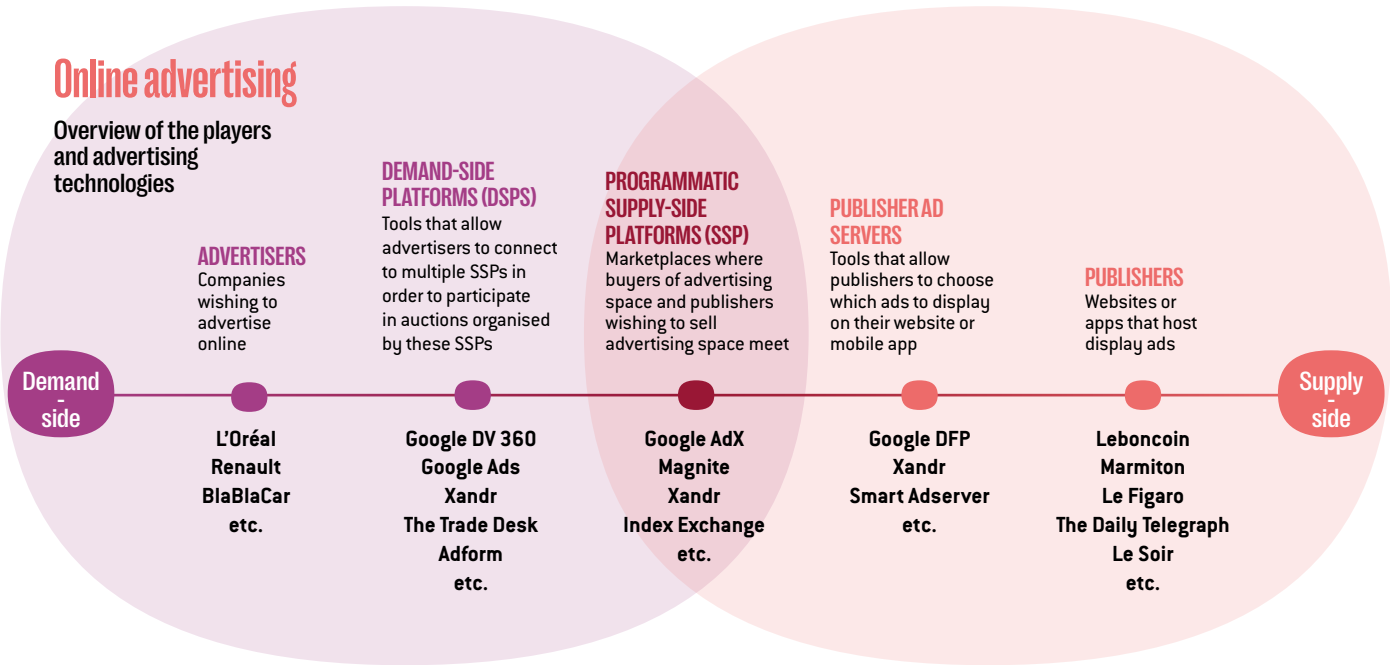 Online advertising
Overview of the players
and advertising
technologies
Demand
-
side
ADVERTISERS
Companies
wishing to
advertise
online
L'Oréal
Renault
BlaBlaCar
etc.
DEMAND-SIDE
PLATFORMS (DSPS)
Tools that allow
advertisers to connect
to multiple SSPs in
order to participate
in auctions organised
by these SSPs
Google DV 360
Google Ads
Xandr
The Trade Desk
Adform
etc.
PROGRAMMATIC
SUPPLY-SIDE
PLATFORMS (SSP)
Marketplaces where
buyers of advertising
space and publishers
wishing to sell
advertising space meet
Google AdX
Magnite
Xandr
Index Exchange
etc.
PUBLISHER AD
SERVERS
Tools that allow
publishers to choose
which ads to display
on their website or
mobile app
Google DFP
Xandr
Smart Adserver
etc.
PUBLISHERS
Websites or
apps that host
display ads
Leboncoin
Marmiton
Le Figaro
The Daily Telegraph
Le Soir
etc.
Supply
-
side